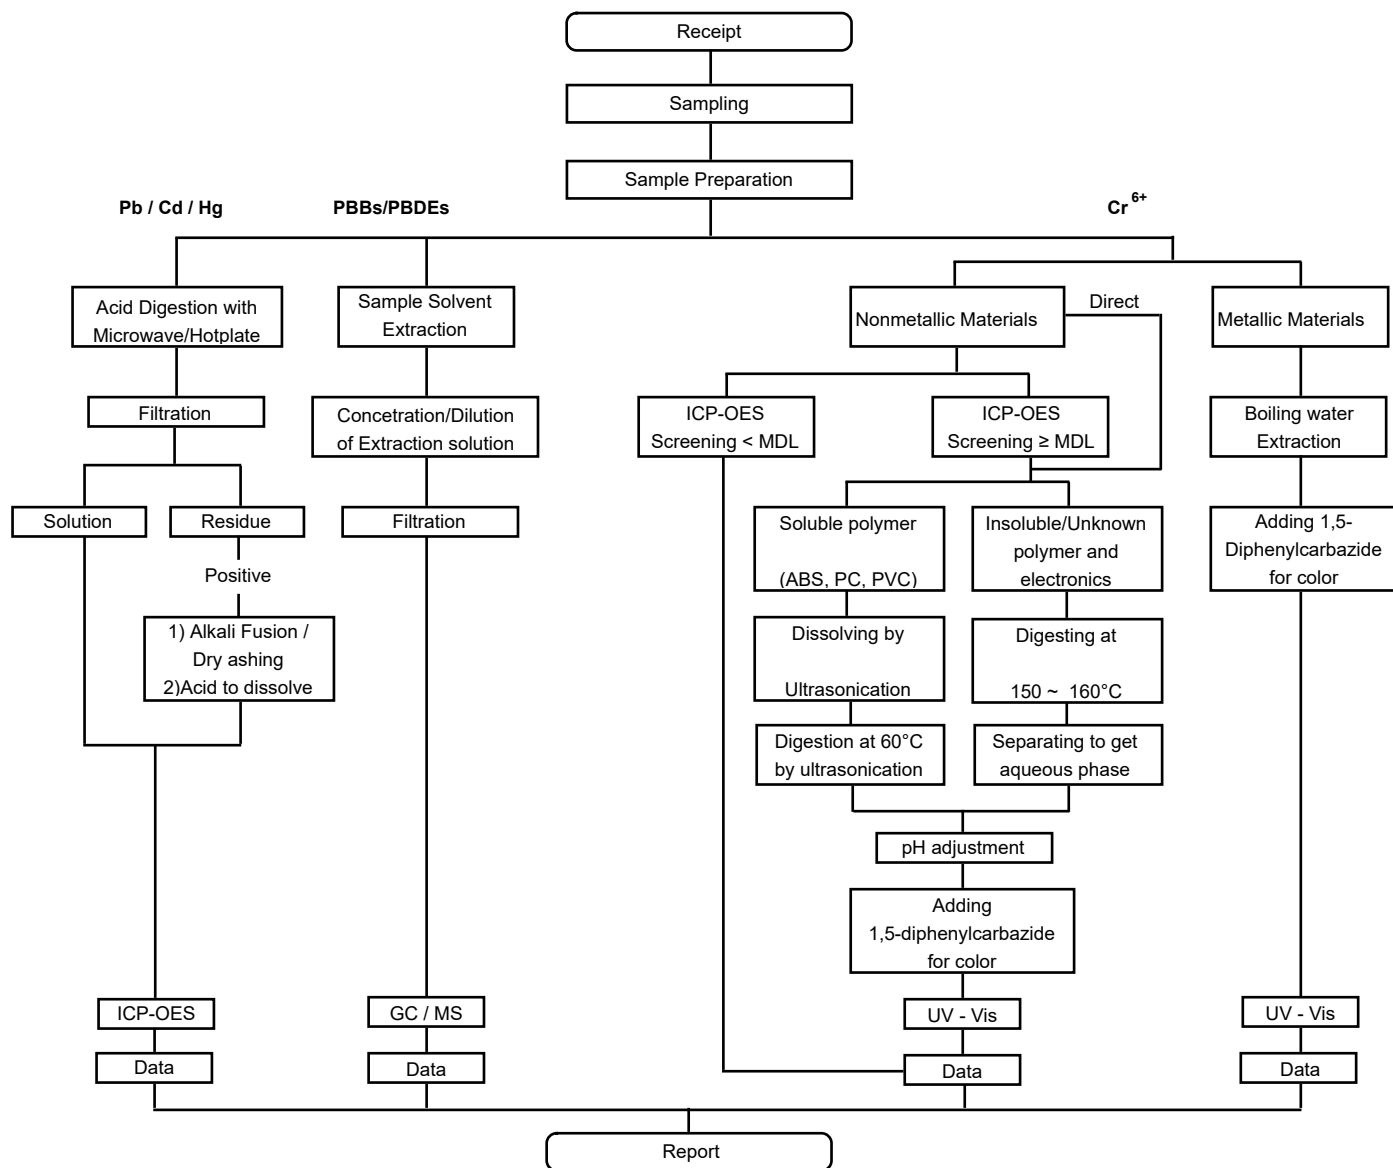 Receipt
Sampling
Sample Preparation
Pb / Cd / Hg
PBBs/PBDEs
Cr 6+
Acid Digestion with
Microwave/Hotplate
Sample Solvent
Extraction
Nonmetallic Materials
Direct
Metallic Materials
Filtration
Concetration/Dilution
of Extraction solution
ICP-OES
Screening < MDL
ICP-OES
Screening ≥ MDL
Boiling water
Extraction
Solution
Residue
Filtration
Soluble polymer
(ABS, PC, PVC)
Insoluble/Unknown
polymer and
electronics
Adding 1,5-
Diphenylcarbazide
for color
Positive
1) Alkali Fusion /
Dry ashing
2)Acid to dissolve
Dissolving by
Ultrasonication
Digesting at
150 ~ 160°C
Digestion at 60°C
by ultrasonication
Separating to get
aqueous phase
pH adjustment
Adding
1,5-diphenylcarbazide
for color
ICP-OES
GC / MS
UV - Vis
UV - Vis
Data
Data
Data
Data
Report